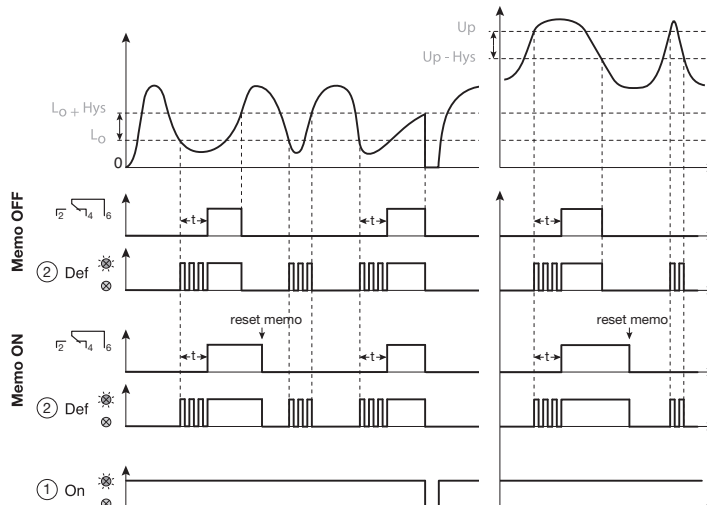 Up
Up - Hys
Lo + Hys
Lo
0
Memo OFF
2 4 6
t t t
2 Def
Memo ON
reset memo reset memo
2 4 6
t t t
2 Def
1 On